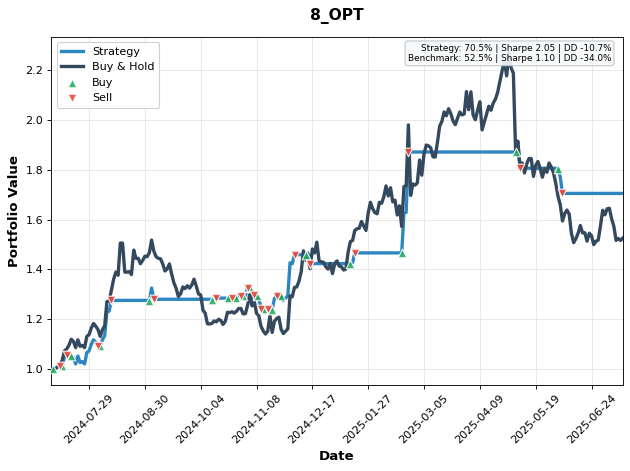 8_OPT
Strategy
Buy & Hold
Buy
Sell
Strategy: 70.5% | Sharpe 2.05 | DD -10.7%
Benchmark: 52.5% | Sharpe 1.10 | DD -34.0%
Portfolio Value
2.2
2.0
1.8
1.6
1.4
1.2
1.0
2024-07-29
2024-08-30
2024-10-04
2024-11-08
2024-12-17
2025-01-27
2025-03-05
2025-04-09
2025-05-19
2025-06-24
Date